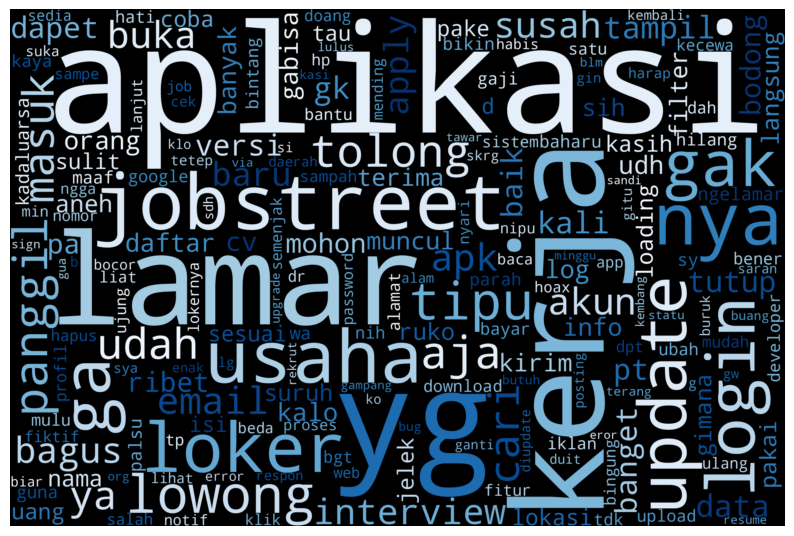 sedia hati coba doang tau pake susah tampil kembali
dapet suka buka bintang gabisa hp habis satu kecewa
kaya sampe job cek banyak lulus kasi bikin blm gin harap bodong langsung
aplikasi
masuk lanjut gk bantu mending apply gaji d sih dah filter
kadaluarsa orang klo versi si tolong tawar skrg sistembaharu kasih hilang
sulit tetep via daerah baru sampah terima baik udh gak
maaf google
ngga aneh jobstreet nyari nipu gitu sandi ngelamar
min nomor sdh kali loading nya
sign pa daftar cv mohon muncul apk log baca app sy bener
gua b bocor liat semenjak dr parah minggu saran
panggil lamar upgrade password alam alamat hoax kerja tutup
ujung lokernya tipu akun kembang statu buruk buang
hapus udah sesuai wa nih ruko bayar info ubah mudah developer
profil sya rekrut usaha aja kirim pt dpt gw
ga ribet enak lg gampang ko download butuh posting terang g
mulu email suruh kalo yg cari proses bug diupdate update login
fiktif isi beda ganti iklan eror gimana
bagus palsu tp loker bgt jelek duit banget ulang pakai
biar nama org lihat error respon web fitur bingung
guna ya lowong interview lokasi tdk data
uang salah notif klik upload resume